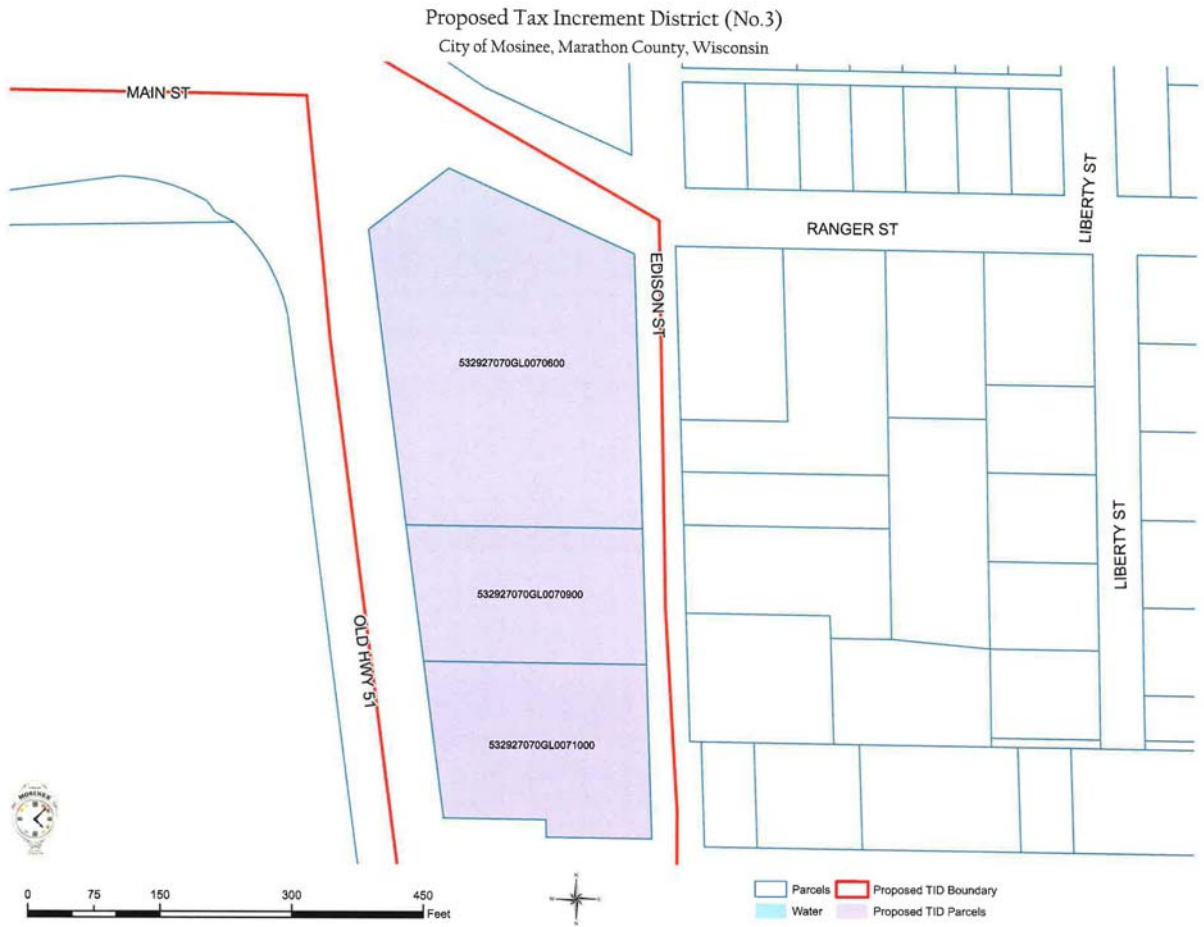 Proposed Tax Increment District (No.3)
City of Mosinee, Marathon County, Wisconsin
MAIN ST
LIBERTY ST
RANGER ST
EDISON ST
532927070GL0070600
LIBERTY ST
532927070GL0070900
OLD HWY 51
532927070GL0071000
MOSINEE
0 75 150 300 450
Feet
Parcels
Proposed TID Boundary
Water
Proposed TID Parcels